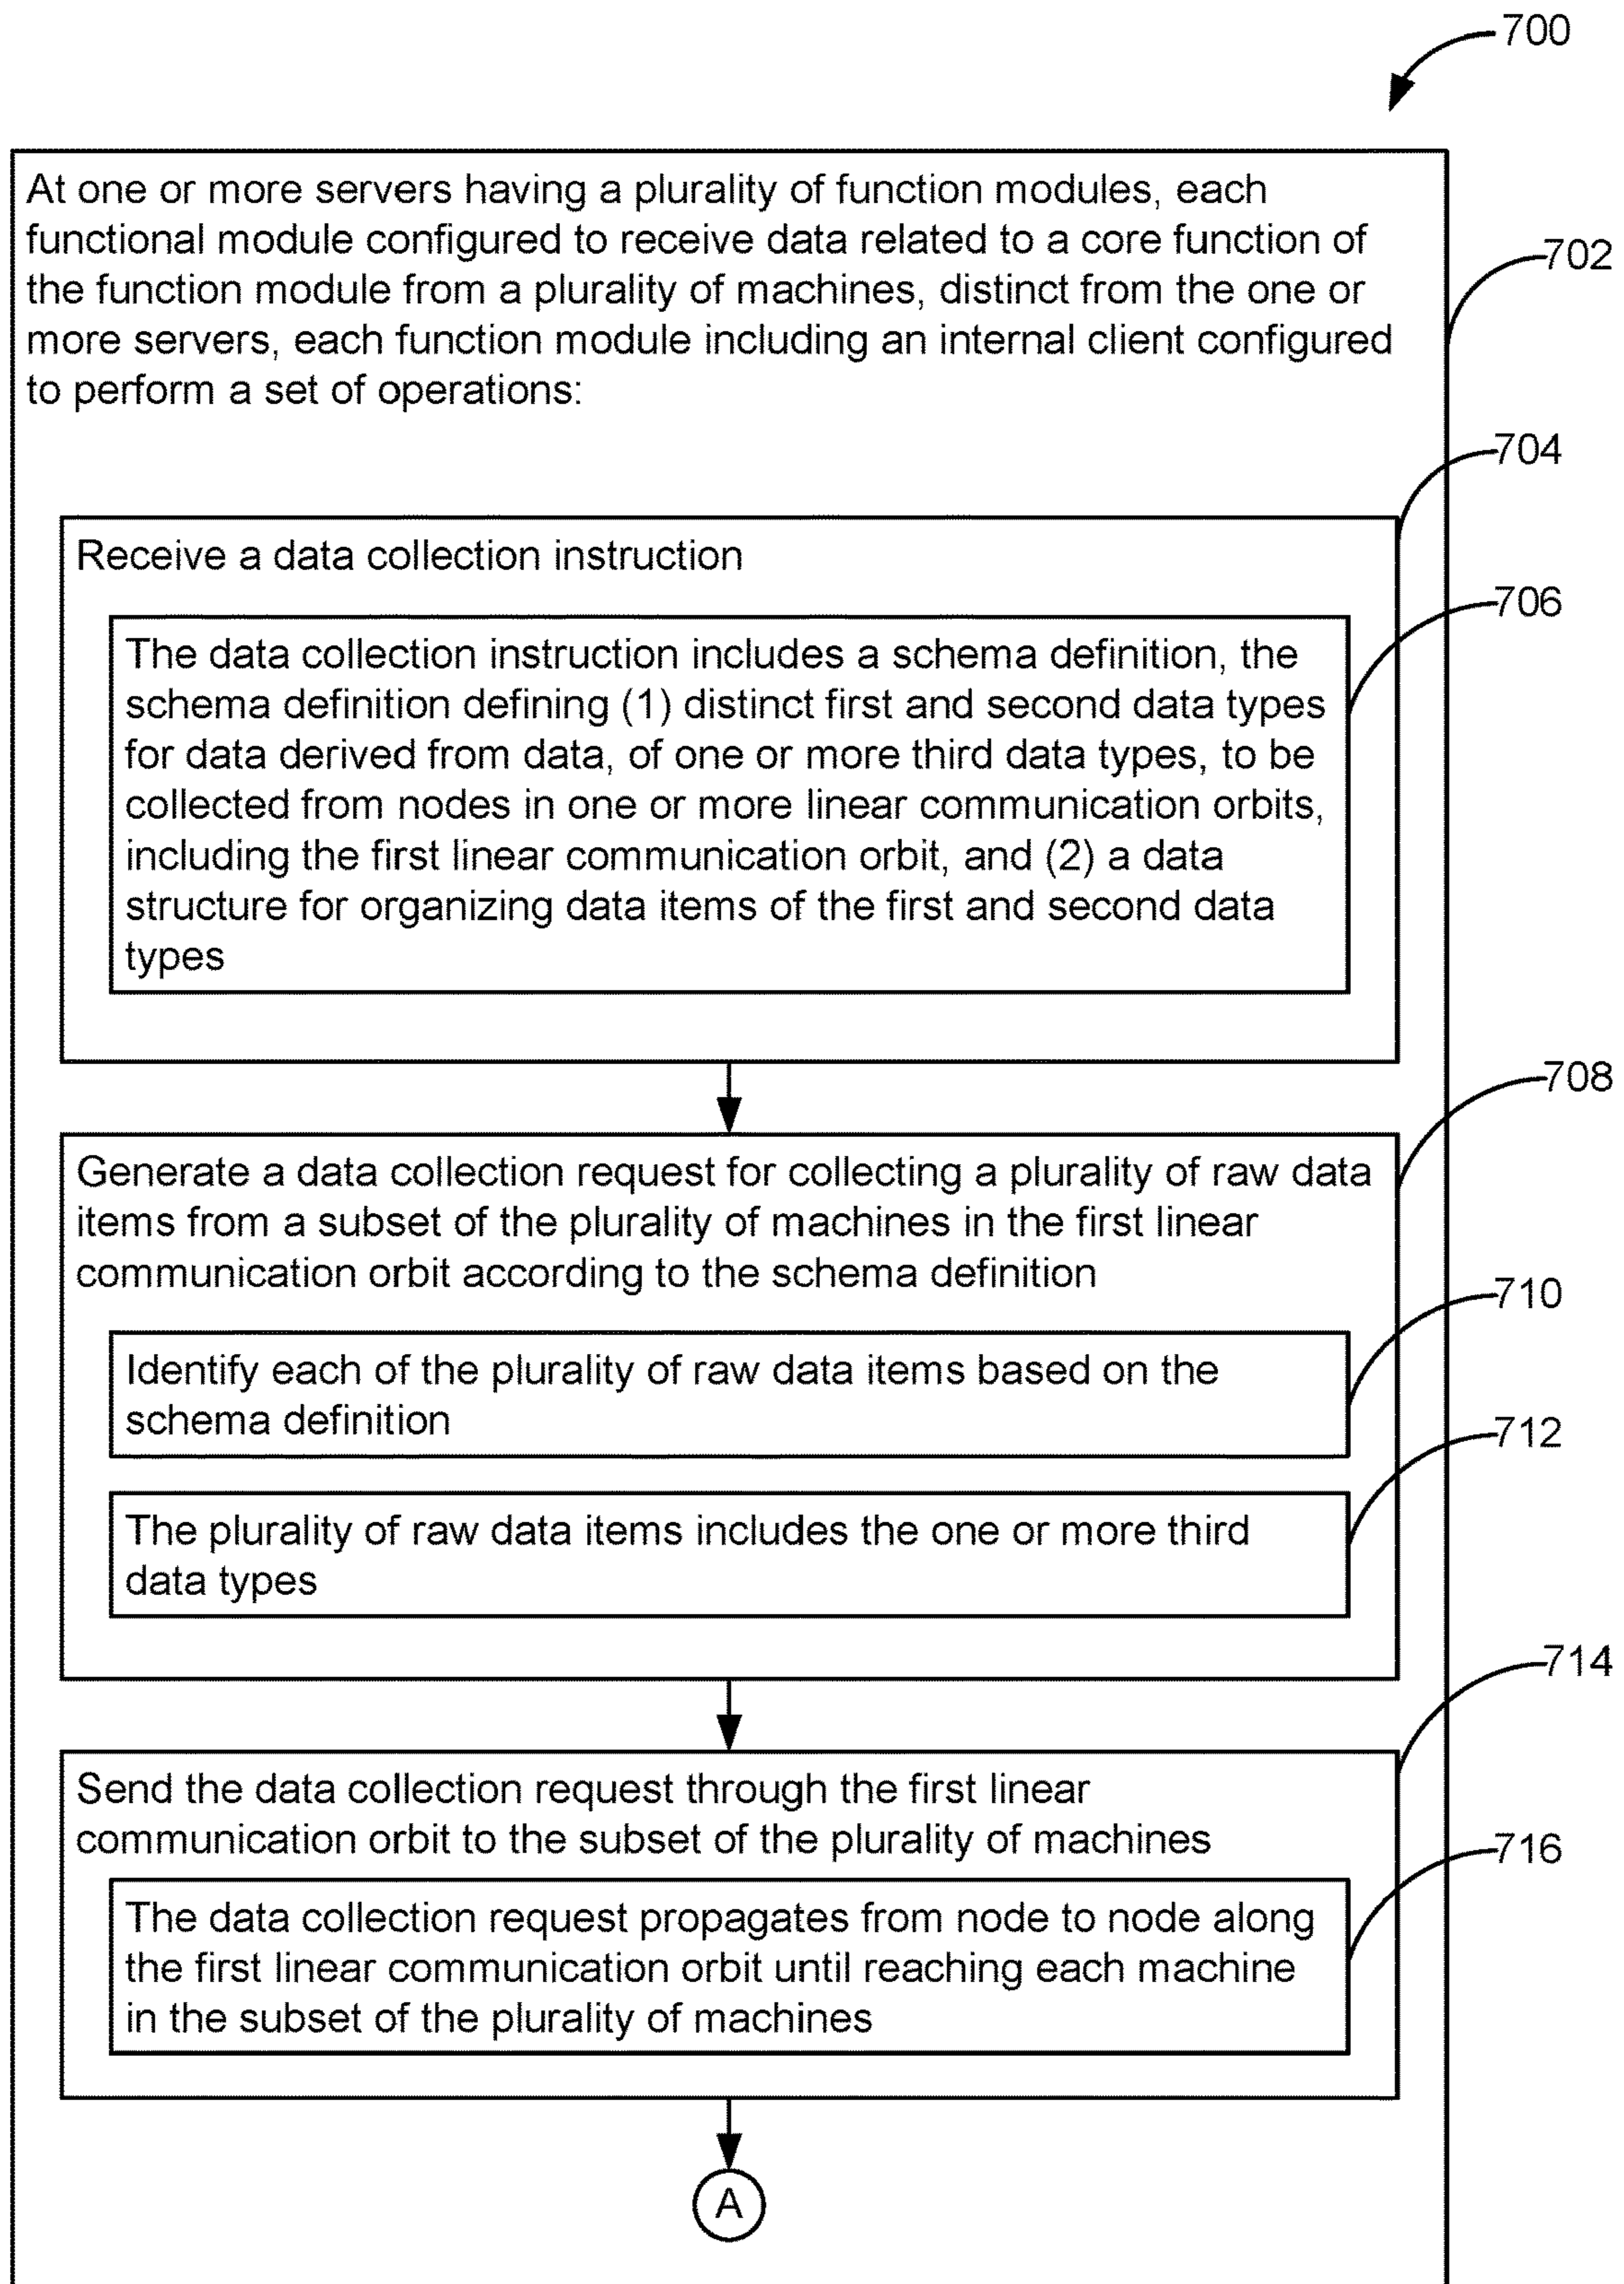 700
At one or more servers having a plurality of function modules, each
functional module configured to receive data related to a core function of
the function module from a plurality of machines, distinct from the one or
more servers, each function module including an internal client configured
to perform a set of operations:
702
704
Receive a data collection instruction
706
The data collection instruction includes a schema definition, the
schema definition defining (1) distinct first and second data types
for data derived from data, of one or more third data types, to be
collected from nodes in one or more linear communication orbits,
including the first linear communication orbit, and (2) a data
structure for organizing data items of the first and second data
types
708
Generate a data collection request for collecting a plurality of raw data
items from a subset of the plurality of machines in the first linear
communication orbit according to the schema definition
710
Identify each of the plurality of raw data items based on the
schema definition
712
The plurality of raw data items includes the one or more third
data types
714
Send the data collection request through the first linear
communication orbit to the subset of the plurality of machines
716
The data collection request propagates from node to node along
the first linear communication orbit until reaching each machine
in the subset of the plurality of machines
A